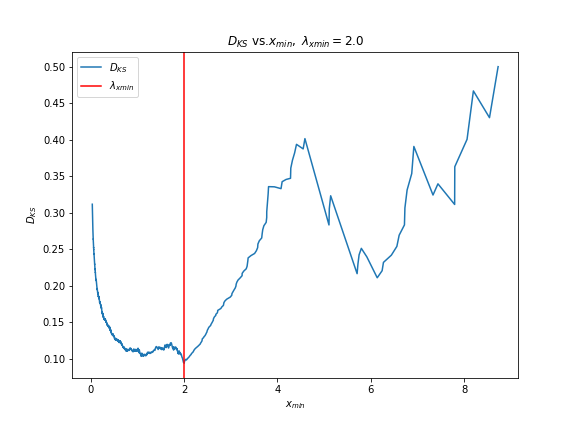 D_KS vs.x_min, λ_xmin = 2.0
D_KS
λ_xmin
0.50
0.45
0.40
0.35
0.30
0.25
0.20
0.15
0.10
D_KS
0 2 4 6 8
x_min